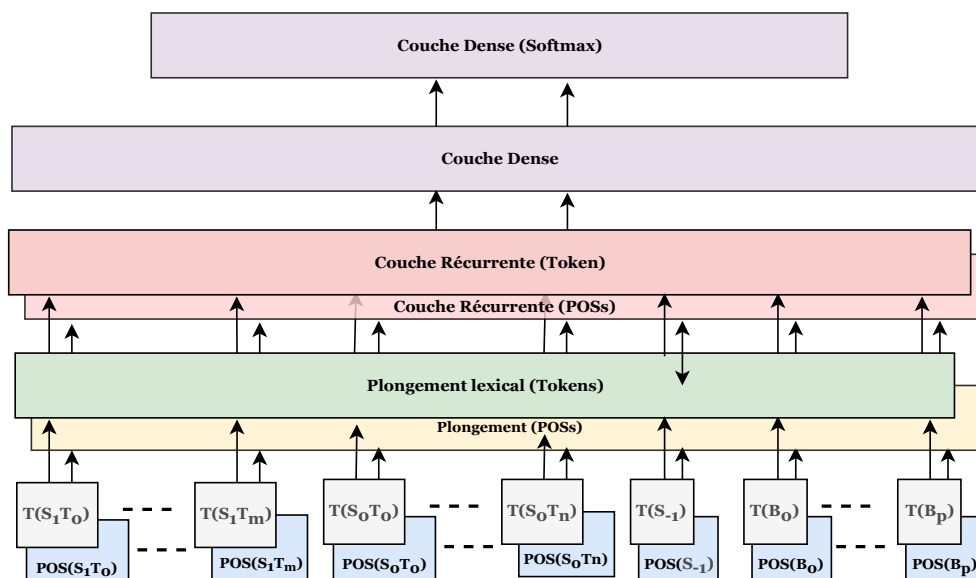 Couche Dense (Softmax)
Couche Dense
Couche Récurrente (Token)
Couche Récurrente (POSs)
Plongement lexical (Tokens)
Plongement (POSs)
T(S₁T₀) T(S₁Tₘ) T(S₀T₀) T(S₀Tₙ) T(S₋₁) T(B₀) T(Bₚ)
POS(S₁T₀) POS(S₁Tₘ) POS(S₀T₀) POS(S₀Tn) POS(S₋₁) POS(B₀) POS(Bₚ)